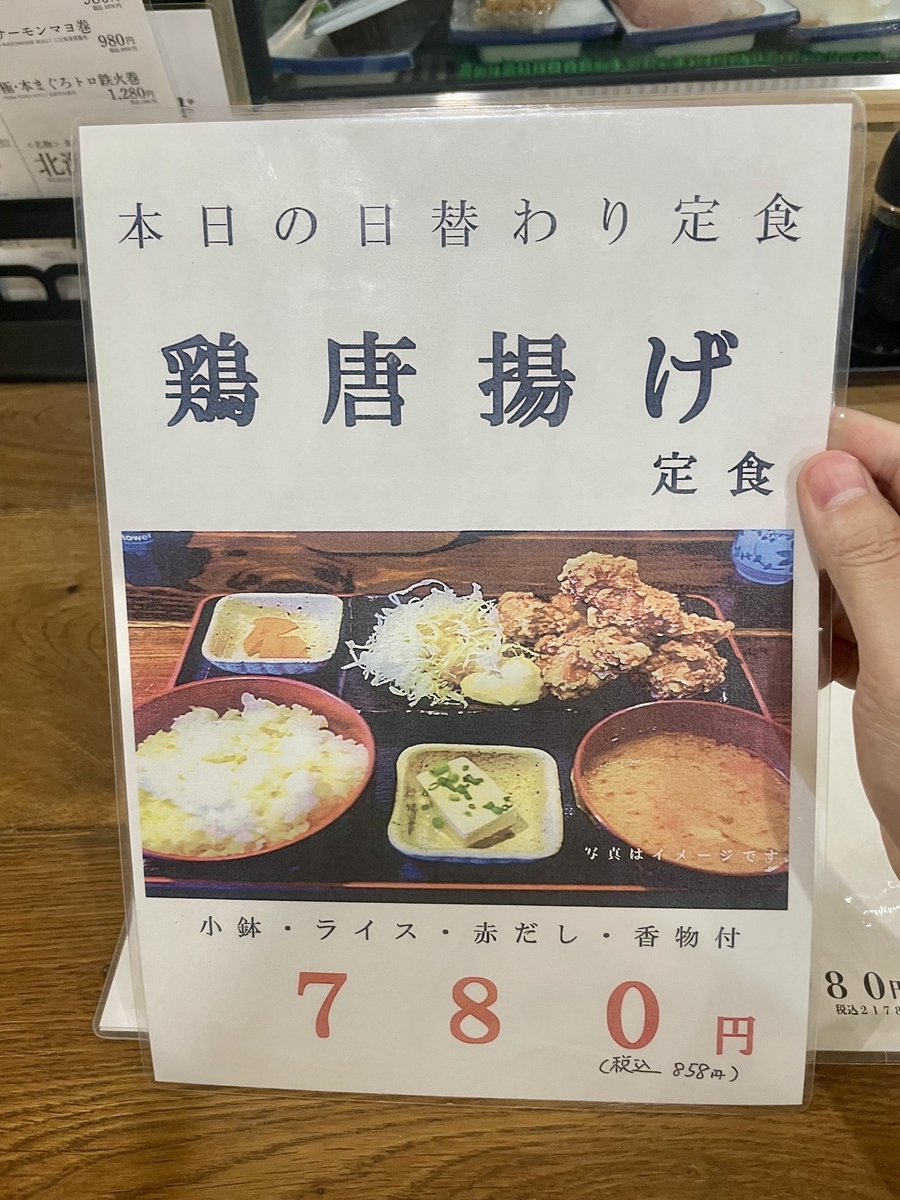 ーモンマヨ巻
980円
極・本まぐろトロ鉄火巻
1,280円
<名物>
本日の日替わり定食
鶏唐揚げ
定食
写真はイメージです
小鉢・ライス・赤だし・香物付
780円
(税込 858円)
80円
税込2178